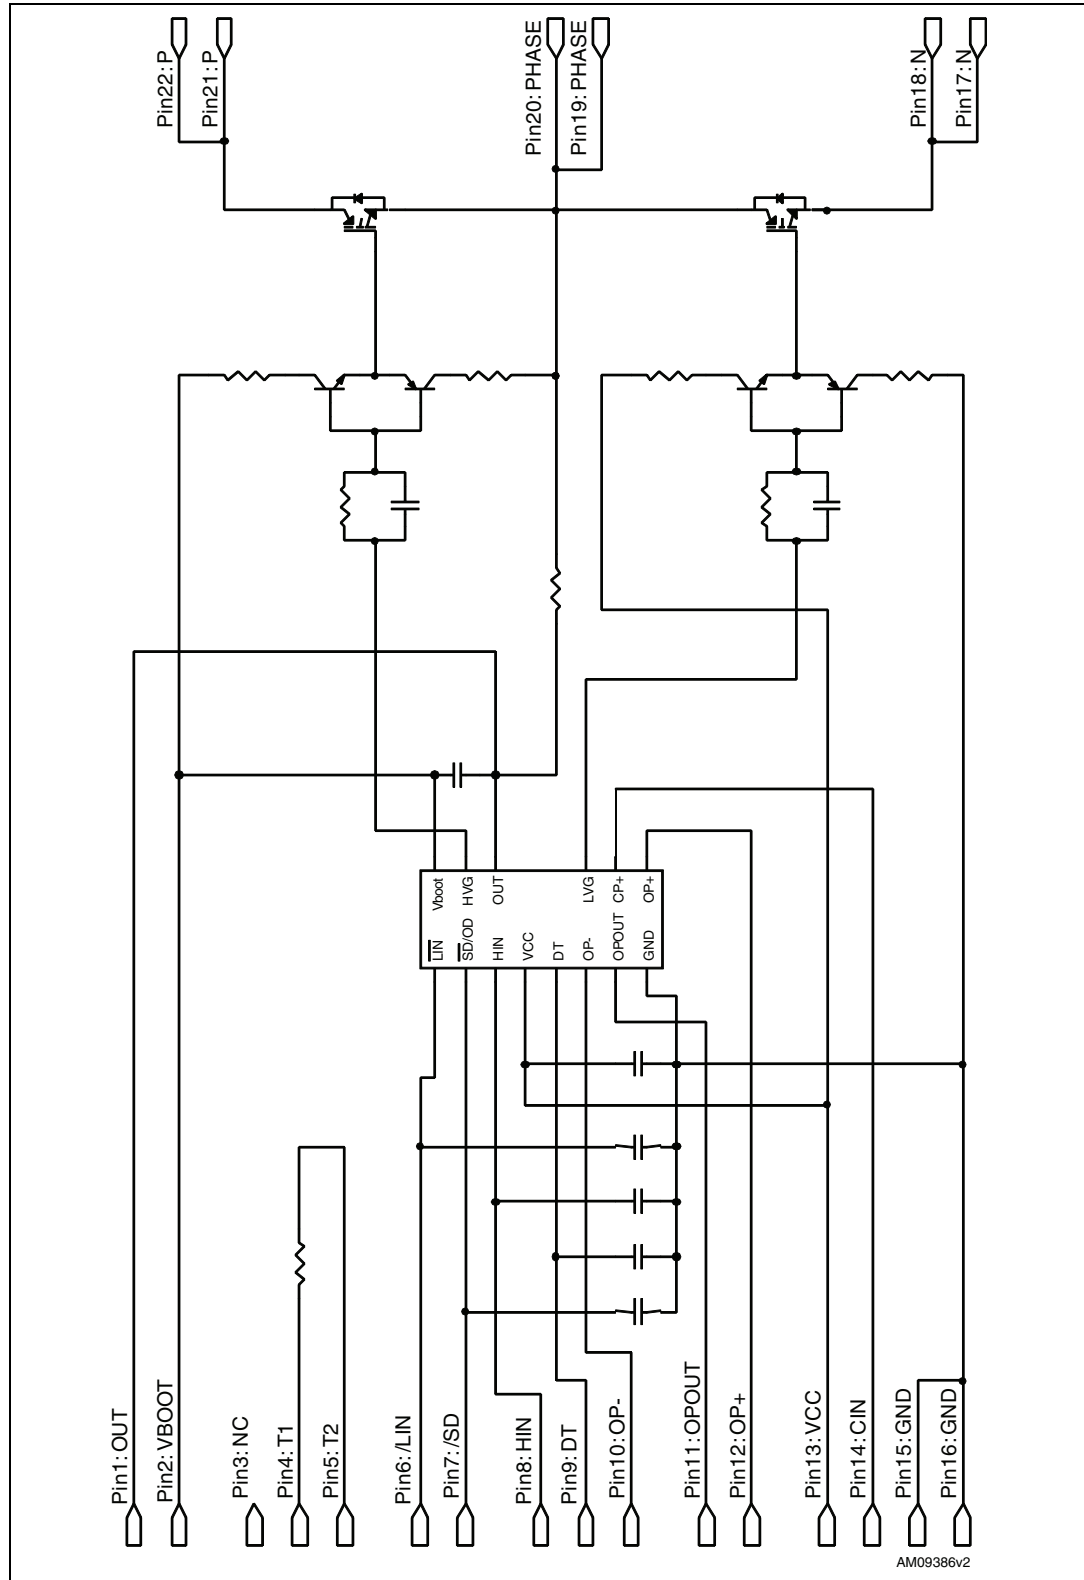 Pin22: P
Pin21: P
Pin20: PHASE
Pin19: PHASE
Pin18: N
Pin17: N
Vboot
HVG
OUT
LVG
CP+
OP+
LIN
SD/OD
HIN
VCC
DT
OP-
OPOUT
GND
Pin1: OUT
Pin2: VBOOT
Pin3: NC
Pin4: T1
Pin5: T2
Pin6: /LIN
Pin7: /SD
Pin8: HIN
Pin9: DT
Pin10: OP-
Pin11: OPOUT
Pin12: OP+
Pin13: VCC
Pin14: CIN
Pin15: GND
Pin16: GND
AM09386v2